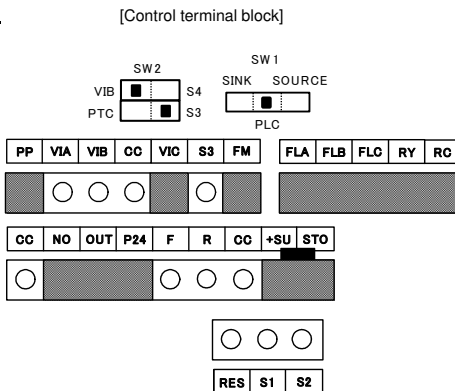 [Control terminal block]
SW2
SW1
VIB S4
PTC S3
SINK SOURCE
PLC
PP VIA VIB CC VIC S3 FM
FLA FLB FLC RY RC
CC NO OUT P24 F R CC +SU STO
RES S1 S2